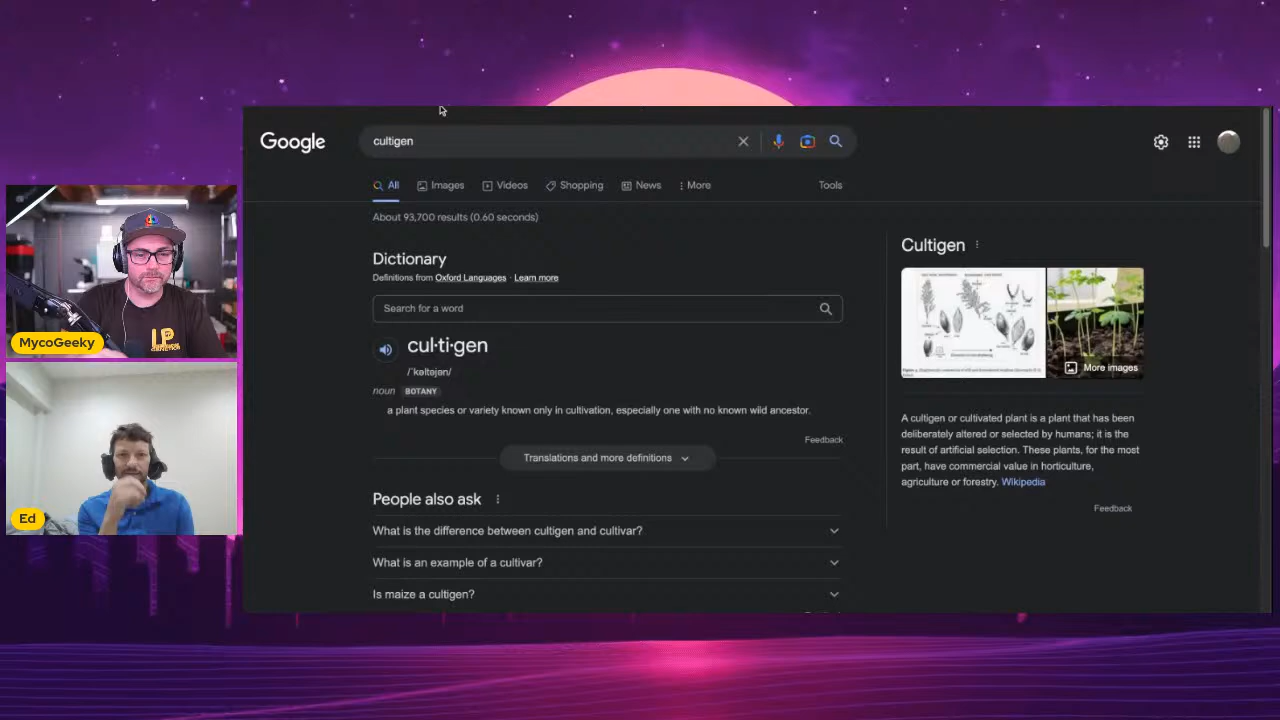 Google
cultigen
All
Images
Videos
Shopping
News
More
Tools
About 93,700 results (0.60 seconds)
Dictionary
Definitions from Oxford Languages · Learn more
Search for a word
cul·ti·gen
/ˈkəltəjən/
noun BOTANY
a plant species or variety known only in cultivation, especially one with no known wild ancestor.
Feedback
Translations and more definitions
People also ask
What is the difference between cultigen and cultivar?
What is an example of a cultivar?
Is maize a cultigen?
Cultigen
More images
A cultigen or cultivated plant is a plant that has been
deliberately altered or selected by humans; it is the
result of artificial selection. These plants, for the most
part, have commercial value in horticulture,
agriculture or forestry. Wikipedia
Feedback
LP
MycoGeeky
Ed